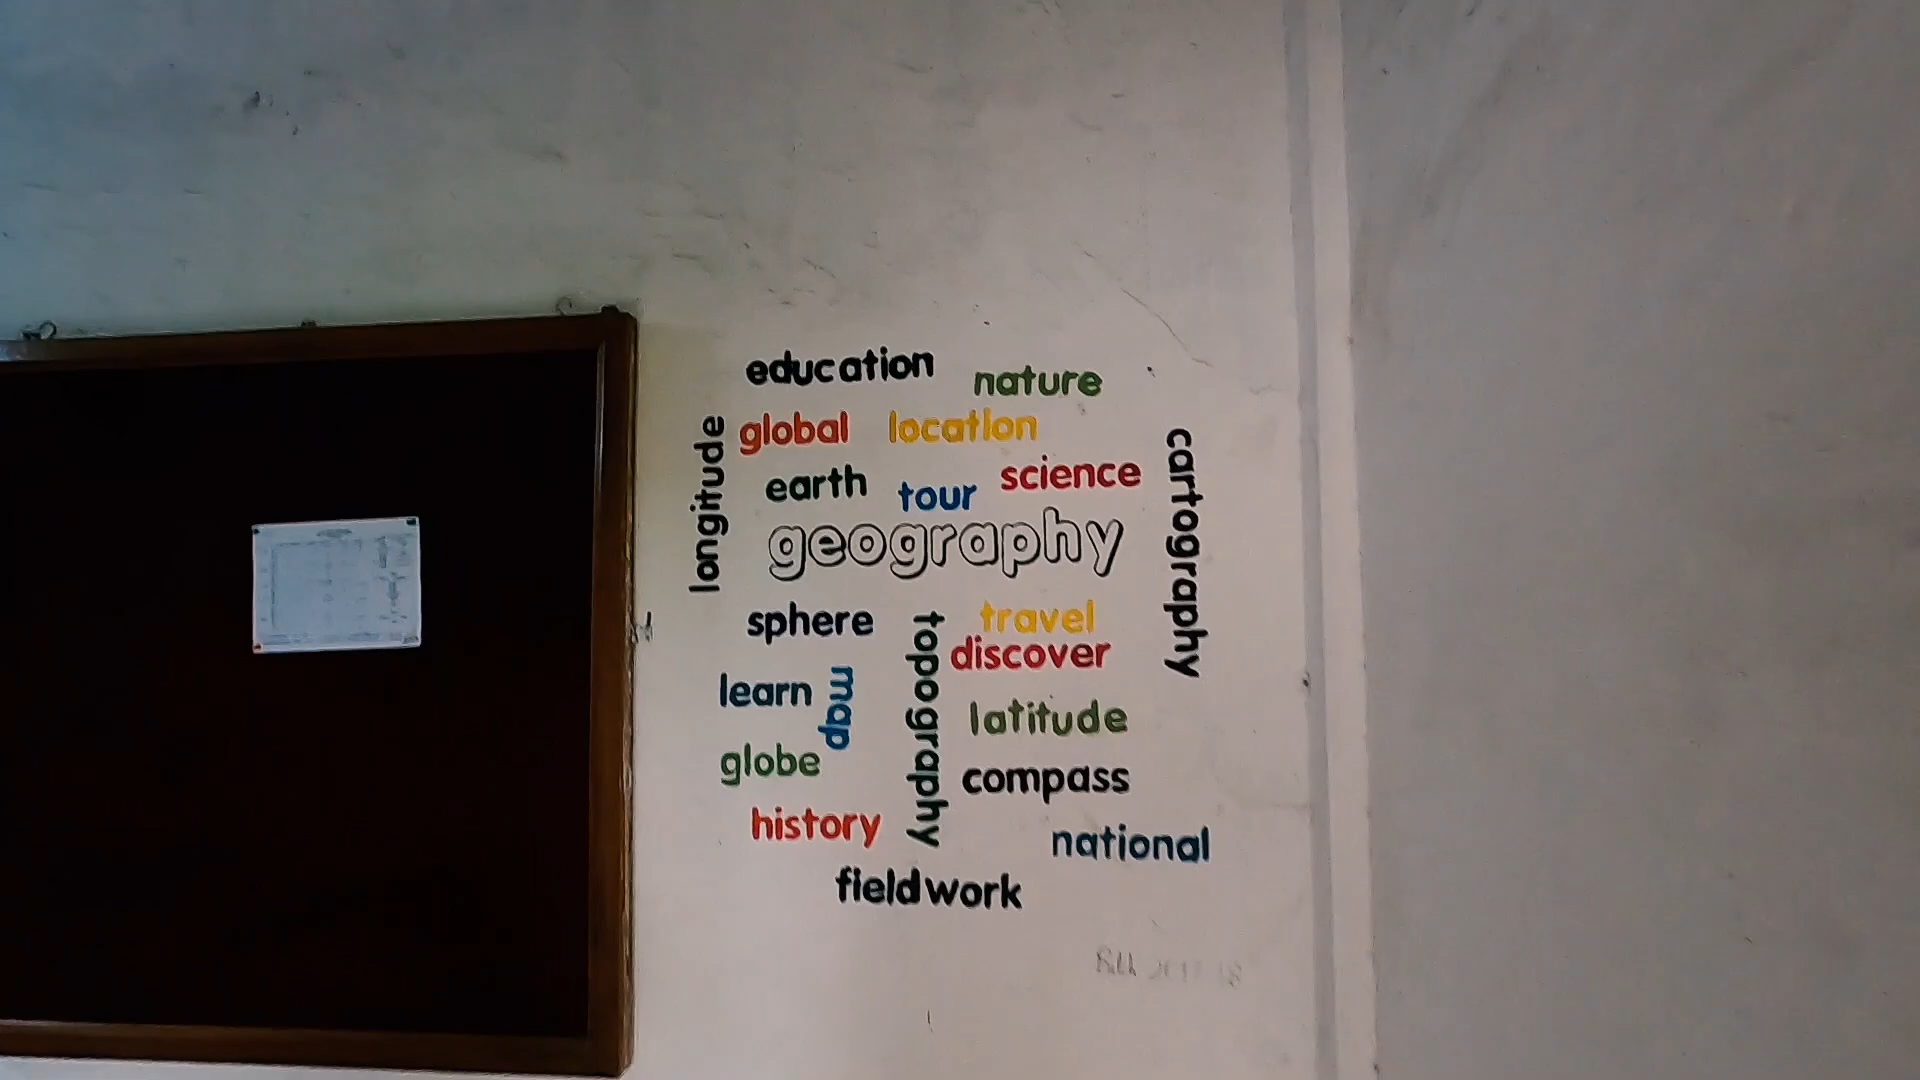 education
nature
longitude
global
location
cartography
earth
tour
science
geography
sphere
topography
travel
discover
learn
map
latitude
globe
compass
history
national
fieldwork